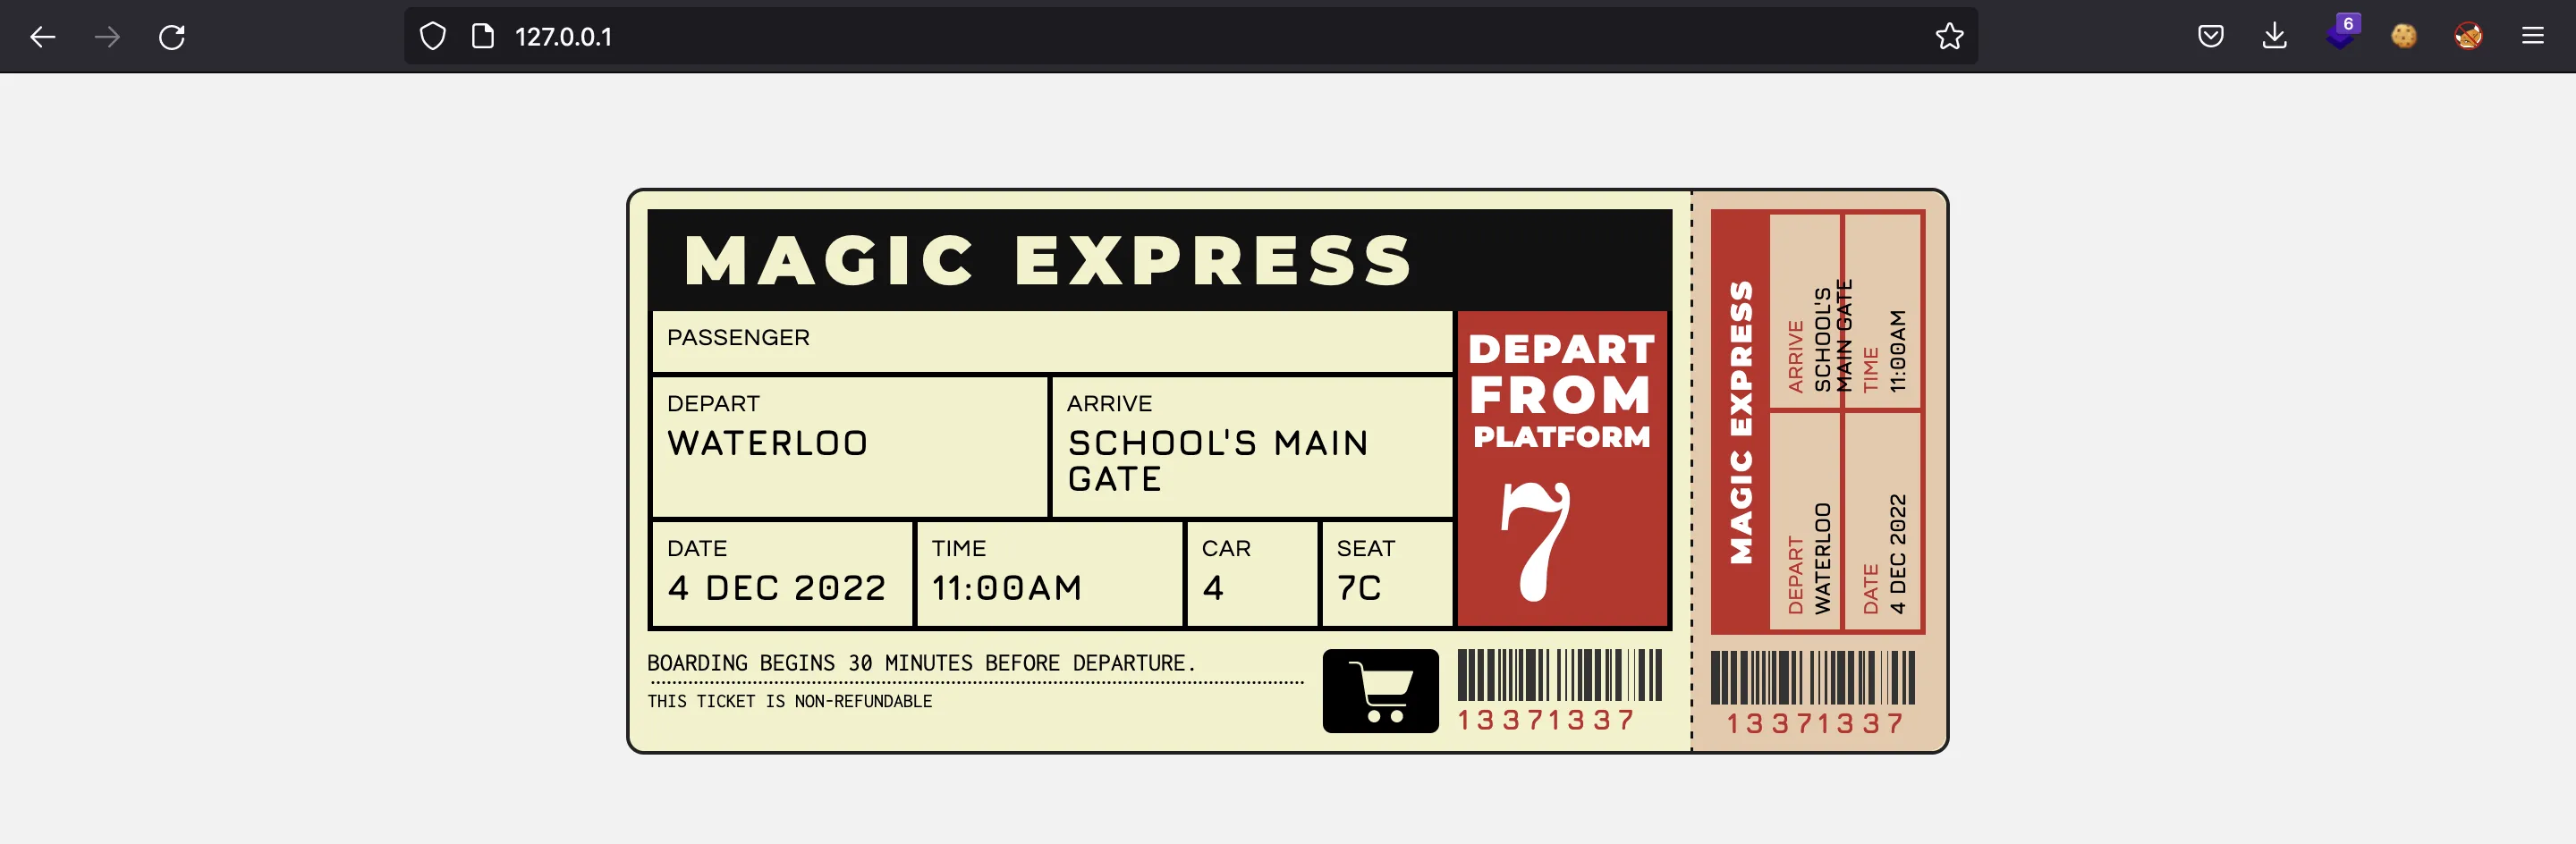 6
127.0.0.1
MAGIC EXPRESS
PASSENGER
DEPART
WATERLOO
ARRIVE
SCHOOL'S MAIN
GATE
DATE
4 DEC 2022
TIME
11:00AM
CAR
4
SEAT
7C
DEPART
FROM
PLATFORM
7
BOARDING BEGINS 30 MINUTES BEFORE DEPARTURE.
THIS TICKET IS NON-REFUNDABLE
13371337
MAGIC EXPRESS
DEPART
WATERLOO
ARRIVE
SCHOOL'S
MAIN GATE
DATE
4 DEC 2022
TIME
11:00AM
13371337